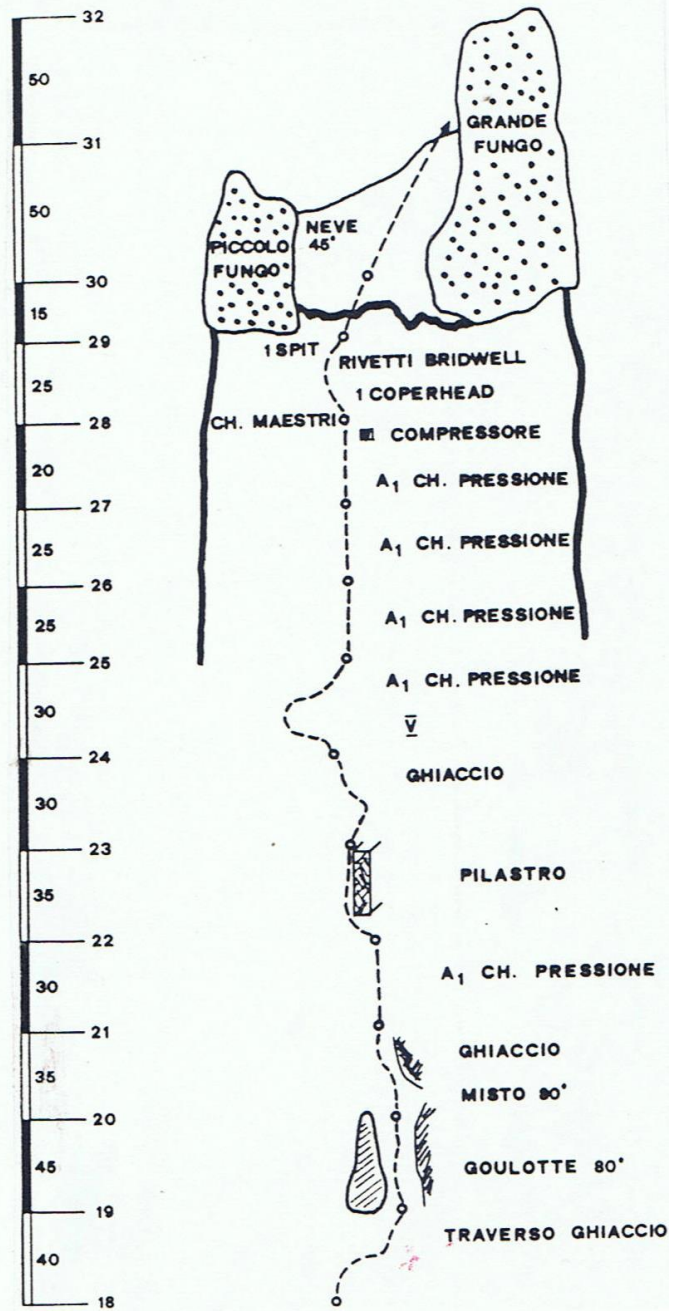 32
50
GRANDE
FUNGO
31
50
NEVE
45°
PICCOLO
FUNGO
30
15
29
1 SPIT
RIVETTI BRIDWELL
25
1 COPERHEAD
28
CH. MAESTRI
COMPRESSORE
20
A1 CH. PRESSIONE
27
25
A1 CH. PRESSIONE
26
25
A1 CH. PRESSIONE
25
A1 CH. PRESSIONE
30
V
24
GHIACCIO
30
23
35
PILASTRO
22
30
A1 CH. PRESSIONE
21
35
GHIACCIO
MISTO 90°
20
45
GOULOTTE 80°
19
TRAVERSO GHIACCIO
40
18